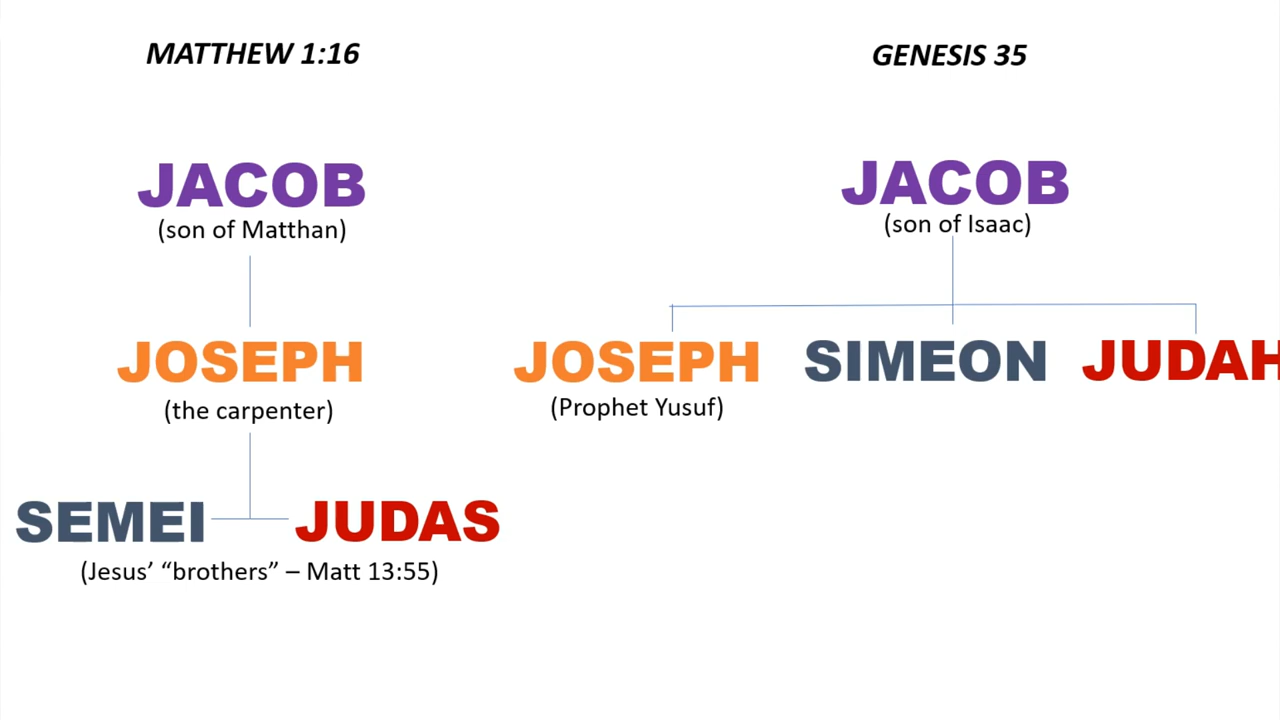 MATTHEW 1:16
JACOB
(son of Matthan)
JOSEPH
(the carpenter)
SEMEI JUDAS
(Jesus’ “brothers” – Matt 13:55)
GENESIS 35
JACOB
(son of Isaac)
JOSEPH SIMEON JUDAH
(Prophet Yusuf)